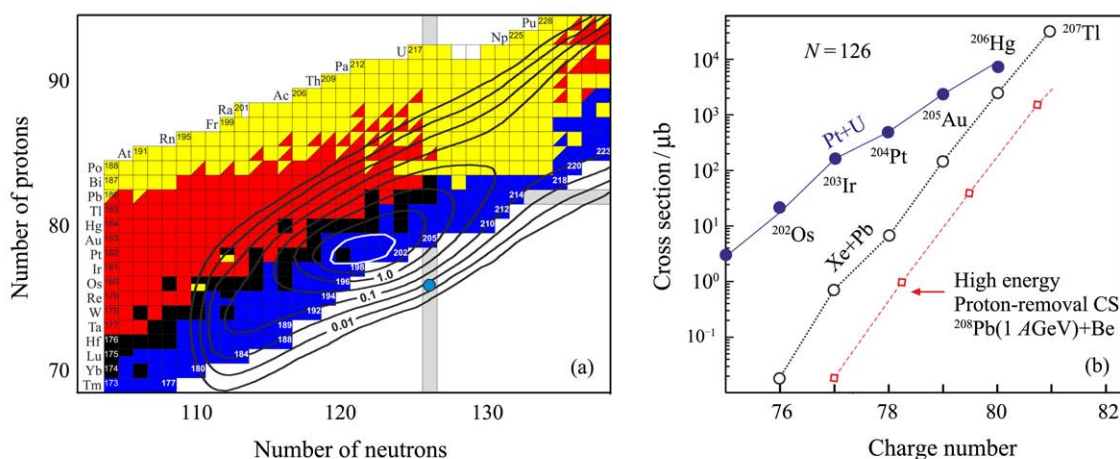 Pu 228
Np 225
U 217
Pa 212
Th 209
Ac 206
Ra 201
Fr 199
Rn 195
At 191
Po 188
Bi 187
Pb 186
Tl
Hg
Au
Pt
Ir
Os
Re
W
Ta
Hf 176
Lu 175
Yb 174
Tm 173
177
180
184
188
189
192
194
196
198
202
205
210
212
214
218
220
223
1.0
0.1
0.01
90
80
70
110
120
130
Number of protons
Number of neutrons
(a)
10⁴
10³
10²
10¹
10⁰
10⁻¹
Cross section/μb
N=126
²⁰⁷Tl
²⁰⁶Hg
²⁰⁵Au
²⁰⁴Pt
²⁰³Ir
²⁰²Os
Pt+U
Xe+Pb
High energy
Proton-removal CS
²⁰⁸Pb(1 AGeV)+Be
(b)
76
78
80
82
Charge number